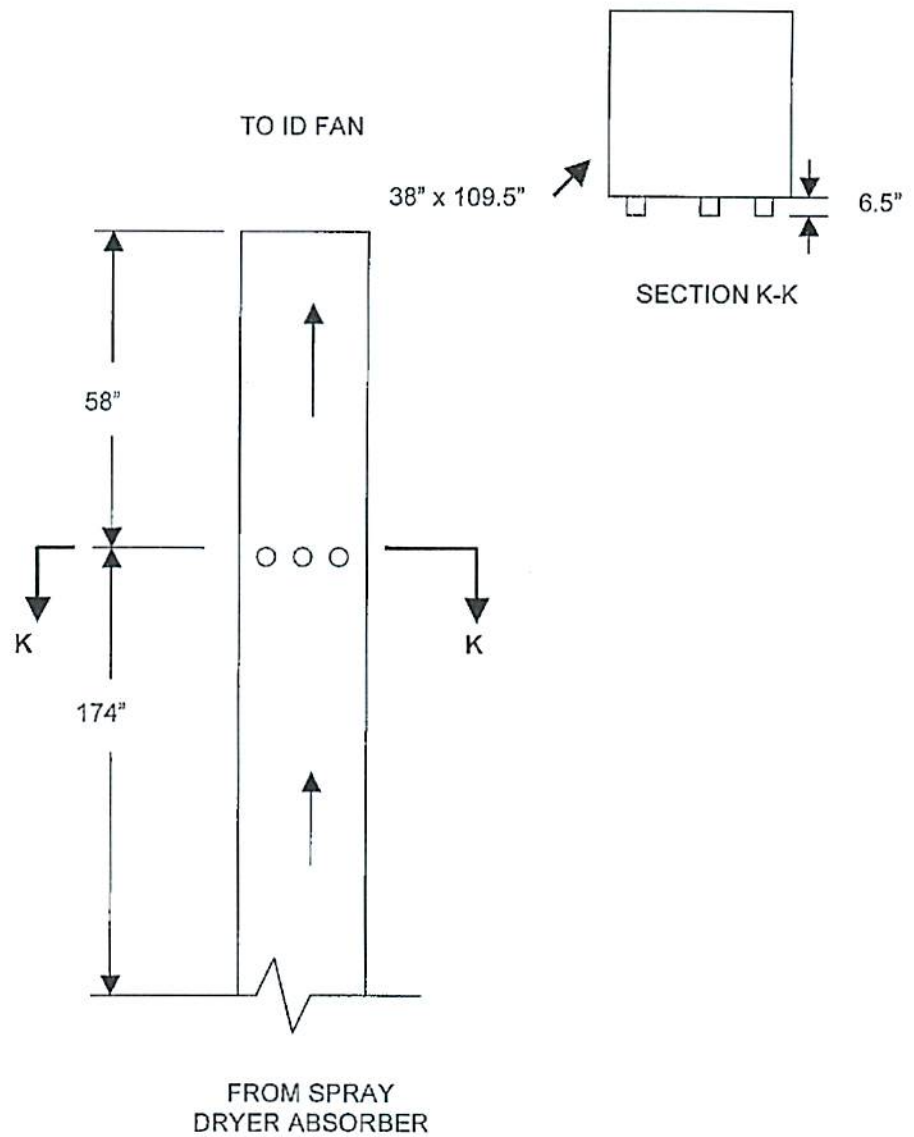 TO ID FAN
38" x 109.5"
6.5"
SECTION K-K
58"
K
K
174"
FROM SPRAY
DRYER ABSORBER